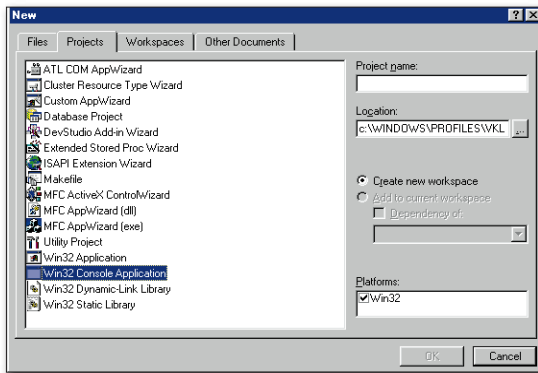 New
Files Projects Workspaces Other Documents
ATL COM AppWizard
Cluster Resource Type Wizard
Custom AppWizard
Database Project
DevStudio Add-in Wizard
Extended Stored Proc Wizard
ISAPI Extension Wizard
Makefile
MFC ActiveX ControlWizard
MFC AppWizard (dll)
MFC AppWizard (exe)
Utility Project
Win32 Application
Win32 Console Application
Win32 Dynamic-Link Library
Win32 Static Library
Project name:
Location:
c:\WINDOWS\PROFILES\VKL
...
Create new workspace
Add to current workspace
Dependency of:
Platforms:
Win32
OK Cancel